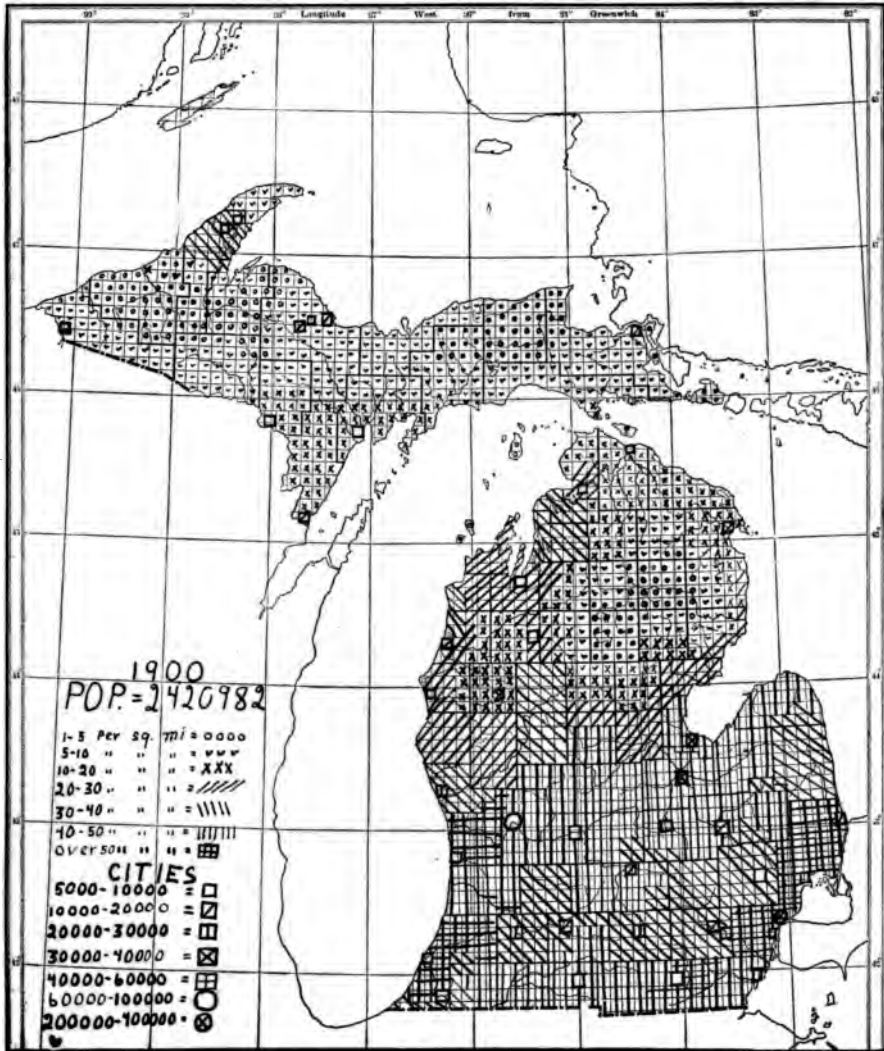 Longitude West from Greenwich
1900
POP. = 2420982
1-5 Per sq. mi = oooo
5-10 " " " = vvv
10-20 " " " = XXX
20-30 " " " = /////
30-40 " " " = \\\\
40-50 " " " = |||||||
Over 50 " " " =
CITIES
5000-10000 =
10000-20000 =
20000-30000 =
30000-40000 =
40000-60000 =
60000-100000 =
200000-400000 =